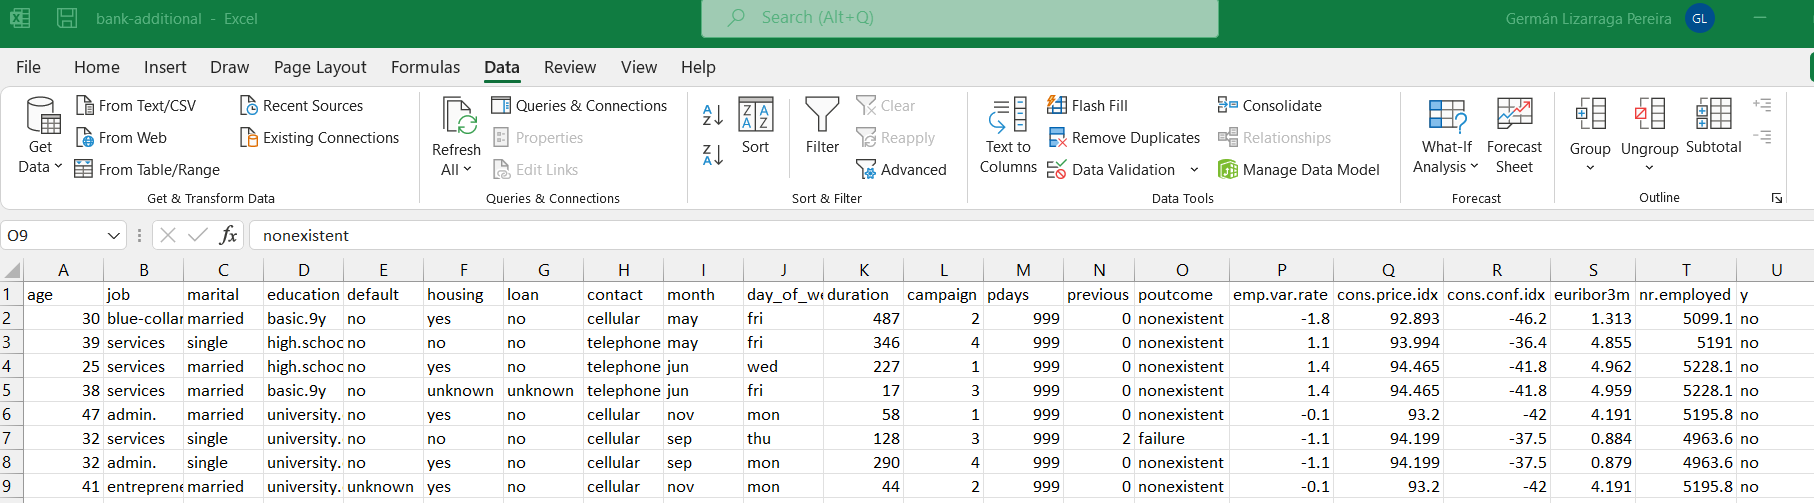 bank-additional - Excel
Search (Alt+Q)
Germán Lizarraga Pereira GL
File Home Insert Draw Page Layout Formulas Data Review View Help
Get Data
From Text/CSV
From Web
From Table/Range
Recent Sources
Existing Connections
Get & Transform Data
Refresh All
Queries & Connections
Properties
Edit Links
Queries & Connections
Sort
Filter
Clear
Reapply
Advanced
Sort & Filter
Text to Columns
Flash Fill
Remove Duplicates
Data Validation
Consolidate
Relationships
Manage Data Model
Data Tools
What-If Analysis
Forecast Sheet
Forecast
Group
Ungroup
Subtotal
Outline
O9 fx nonexistent
A B C D E F G H I J K L M N O P Q R S T U
1 age job marital education default housing loan contact month day_of_we duration campaign pdays previous poutcome emp.var.rate cons.price.idx cons.conf.idx euribor3m nr.employed y
2 30 blue-collar married basic.9y no yes no cellular may fri 487 2 999 0 nonexistent -1.8 92.893 -46.2 1.313 5099.1 no
3 39 services single high.schoo no no no telephone may fri 346 4 999 0 nonexistent 1.1 93.994 -36.4 4.855 5191 no
4 25 services married high.schoo no yes no telephone jun wed 227 1 999 0 nonexistent 1.4 94.465 -41.8 4.962 5228.1 no
5 38 services married basic.9y no unknown unknown telephone jun fri 17 3 999 0 nonexistent 1.4 94.465 -41.8 4.959 5228.1 no
6 47 admin. married university. no yes no cellular nov mon 58 1 999 0 nonexistent -0.1 93.2 -42 4.191 5195.8 no
7 32 services single university. no no no cellular sep thu 128 3 999 2 failure -1.1 94.199 -37.5 0.884 4963.6 no
8 32 admin. single university. no yes no cellular sep mon 290 4 999 0 nonexistent -1.1 94.199 -37.5 0.879 4963.6 no
9 41 entreprene married university. unknown yes no cellular nov mon 44 2 999 0 nonexistent -0.1 93.2 -42 4.191 5195.8 no